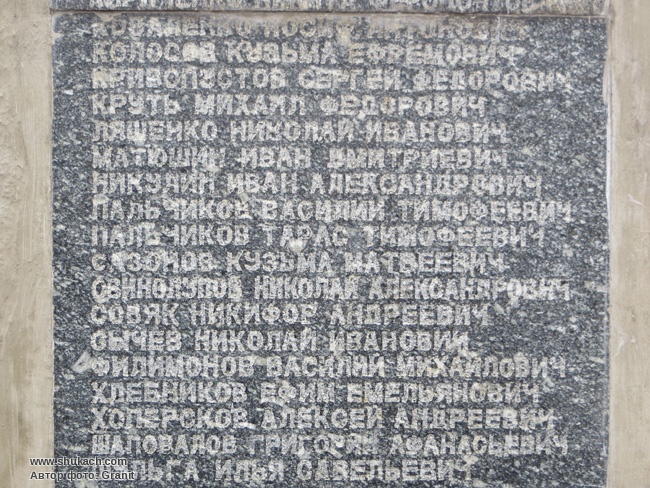 КОЛОСОВ КУЗЬМА ЕФРЕМОВИЧ
КРИВОПУСТОВ СЕРГЕЙ ФЕДОРОВИЧ
КРУТЬ МИХАИЛ ФЕДОРОВИЧ
ЛЯШЕНКО НИКОЛАЙ ИВАНОВИЧ
МАТЮШИН ИВАН ДМИТРИЕВИЧ
НИКУЛИН ИВАН АЛЕКСАНДРОВИЧ
ПАЛЬЧИКОВ ВАСИЛИЙ ТИМОФЕЕВИЧ
ПАЛЬЧИКОВ ТАРАС ТИМОФЕЕВИЧ
САЗОНОВ КУЗЬМА МАТВЕЕВИЧ
НИКОЛАЙ АЛЕКСАНДРОВИЧ
СОВЯК НИКИФОР АНДРЕЕВИЧ
СЫЧЕВ НИКОЛАЙ ИВАНОВИЧ
ФИЛИМОНОВ ВАСИЛИЙ МИХАЙЛОВИЧ
ХЛЕБНИКОВ ЕФИМ ЕМЕЛЬЯНОВИЧ
ХОПЕРСКОВ АЛЕКСЕЙ АНДРЕЕВИЧ
ШАПОВАЛОВ ГРИГОРИЙ АФАНАСЬЕВИЧ
ИЛЬЯ САВЕЛЬЕВИЧ
www.shukach.com
Автор фото: Granit